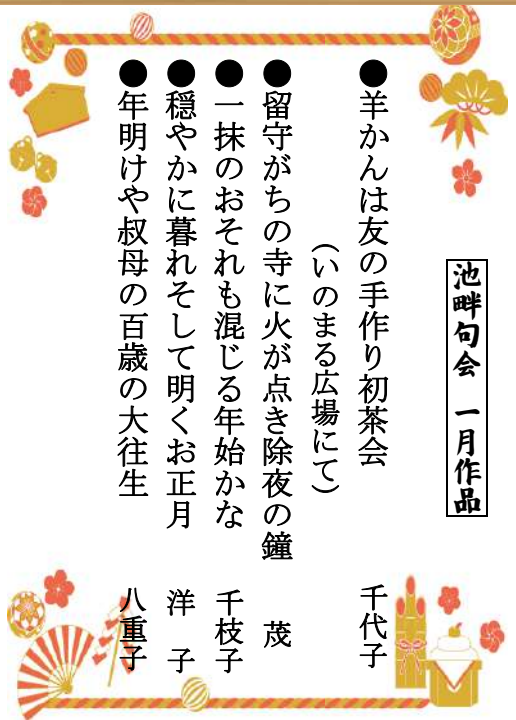 池畔句会 一月作品
●羊かんは友の手作り初茶会 千代子
(いのまる広場にて)
●留守がちの寺に火が点き除夜の鐘 茂
●一抹のおそれも混じる年始かな 千枝子
●穏やかに暮れそして明くお正月 洋 子
●年明けや叔母の百歳の大往生 八重子